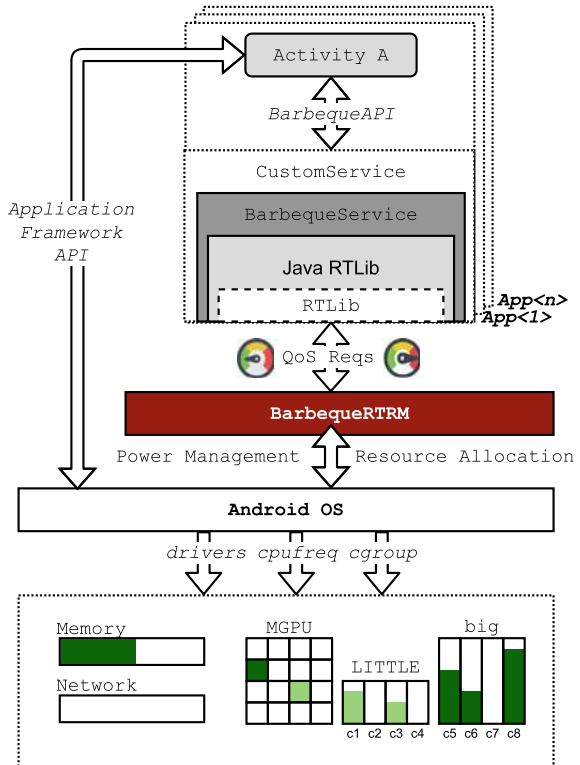 Activity A
BarbequeAPI
CustomService
BarbequeService
Java RTLib
RTLib
Application
Framework
API
App<n>
App<1>
QoS Reqs
BarbequeRTRM
Power Management
Resource Allocation
Android OS
drivers cpufreq cgroup
Memory
Network
MGPU
LITTLE
big
c1 c2 c3 c4
c5 c6 c7 c8